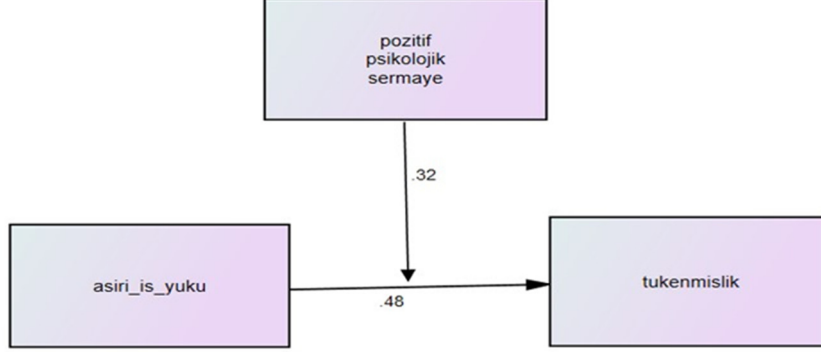 pozitif
psikolojik
sermaye
.32
asiri_is_yuku
.48
tukenmislik